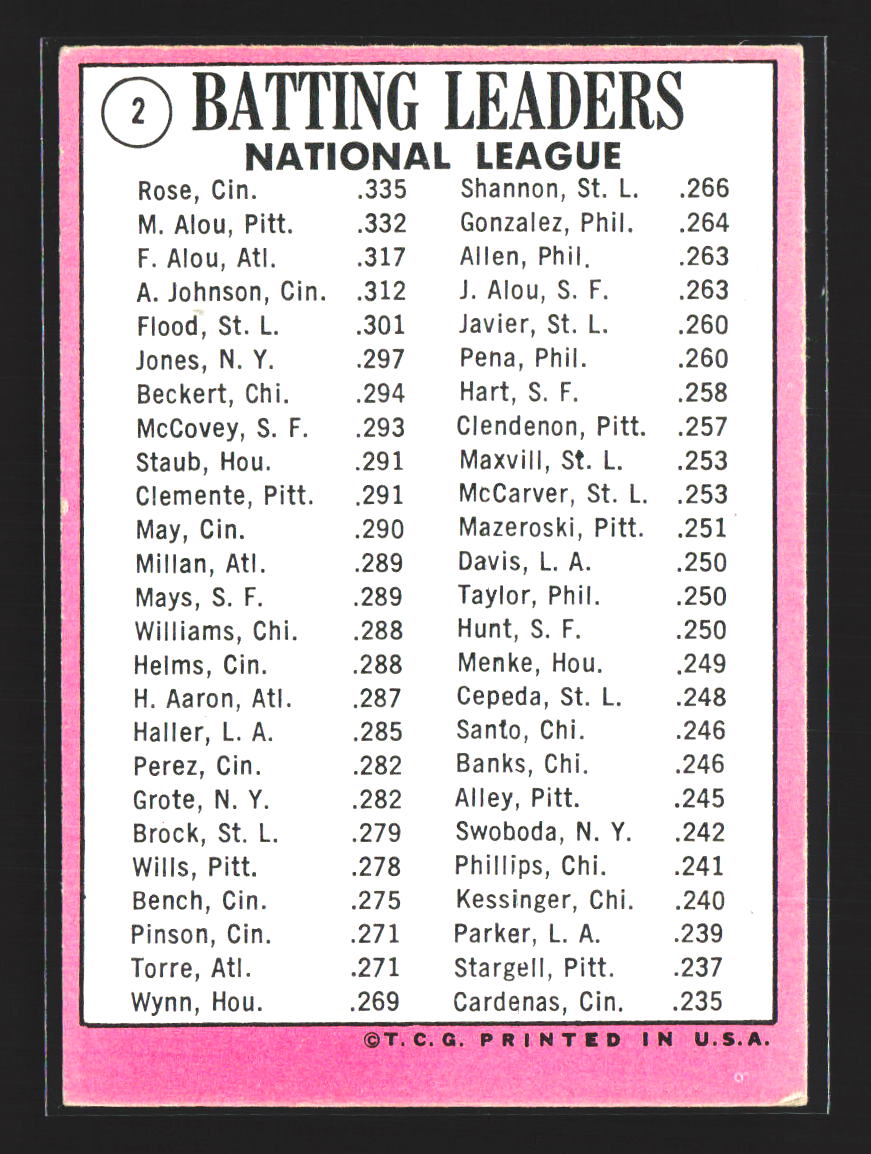 2
BATTING LEADERS
NATIONAL LEAGUE
Rose, Cin. .335
M. Alou, Pitt. .332
F. Alou, Atl. .317
A. Johnson, Cin. .312
Flood, St. L. .301
Jones, N. Y. .297
Beckert, Chi. .294
McCovey, S. F. .293
Staub, Hou. .291
Clemente, Pitt. .291
May, Cin. .290
Millan, Atl. .289
Mays, S. F. .289
Williams, Chi. .288
Helms, Cin. .288
H. Aaron, Atl. .287
Haller, L. A. .285
Perez, Cin. .282
Grote, N. Y. .282
Brock, St. L. .279
Wills, Pitt. .278
Bench, Cin. .275
Pinson, Cin. .271
Torre, Atl. .271
Wynn, Hou. .269
Shannon, St. L. .266
Gonzalez, Phil. .264
Allen, Phil. .263
J. Alou, S. F. .263
Javier, St. L. .260
Pena, Phil. .260
Hart, S. F. .258
Clendenon, Pitt. .257
Maxvill, St. L. .253
McCarver, St. L. .253
Mazeroski, Pitt. .251
Davis, L. A. .250
Taylor, Phil. .250
Hunt, S. F. .250
Menke, Hou. .249
Cepeda, St. L. .248
Santo, Chi. .246
Banks, Chi. .246
Alley, Pitt. .245
Swoboda, N. Y. .242
Phillips, Chi. .241
Kessinger, Chi. .240
Parker, L. A. .239
Stargell, Pitt. .237
Cardenas, Cin. .235
©T. C. G. PRINTED IN U.S.A.